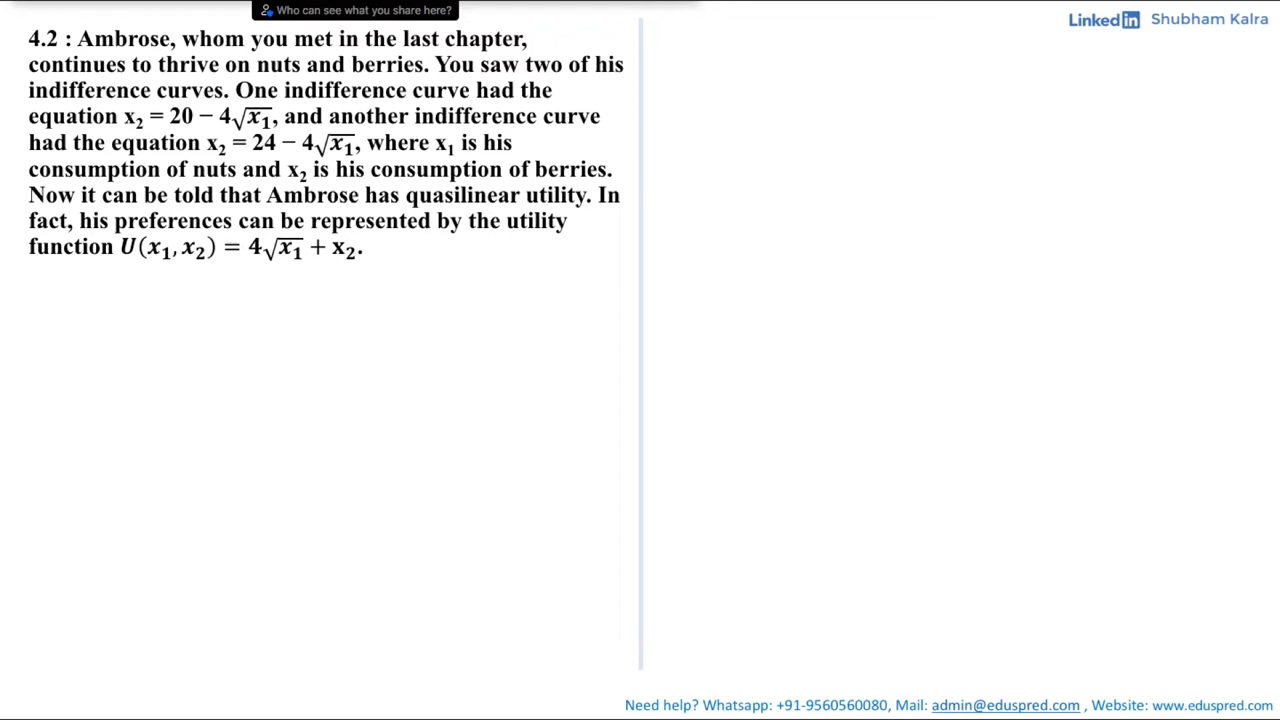 Who can see what you share here?
Linked in Shubham Kalra
4.2 : Ambrose, whom you met in the last chapter,
continues to thrive on nuts and berries. You saw two of his
indifference curves. One indifference curve had the
equation x₂ = 20 − 4√x₁, and another indifference curve
had the equation x₂ = 24 − 4√x₁, where x₁ is his
consumption of nuts and x₂ is his consumption of berries.
Now it can be told that Ambrose has quasilinear utility. In
fact, his preferences can be represented by the utility
function U(x₁, x₂) = 4√x₁ + x₂.
Need help? Whatsapp: +91-9560560080, Mail: admin@eduspred.com , Website: www.eduspred.com